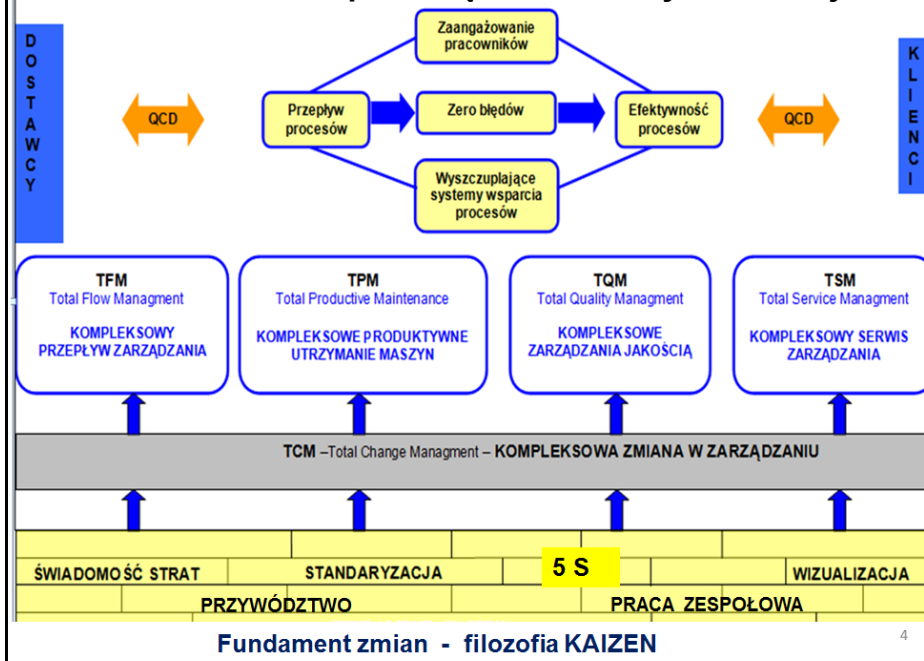 DOSTAWCY
QCD
Zaangażowanie
pracowników
Przepływ
procesów
Zero błędów
Efektywność
procesów
Wyszczuplające
systemy wsparcia
procesów
QCD
KLIENCI
TFM
Total Flow Managment
KOMPLEKSOWY
PRZEPŁYW ZARZĄDZANIA
TPM
Total Productive Maintenance
KOMPLEKSOWE PRODUKTYWNE
UTRZYMANIE MASZYN
TQM
Total Quality Managment
KOMPLEKSOWE
ZARZĄDZANIA JAKOŚCIĄ
TSM
Total Service Managment
KOMPLEKSOWY SERWIS
ZARZĄDZANIA
TCM –Total Change Managment – KOMPLEKSOWA ZMIANA W ZARZĄDZANIU
ŚWIADOMOŚĆ STRAT
STANDARYZACJA
5 S
WIZUALIZACJA
PRZYWÓDZTWO
PRACA ZESPOŁOWA
Fundament zmian - filozofia KAIZEN
4